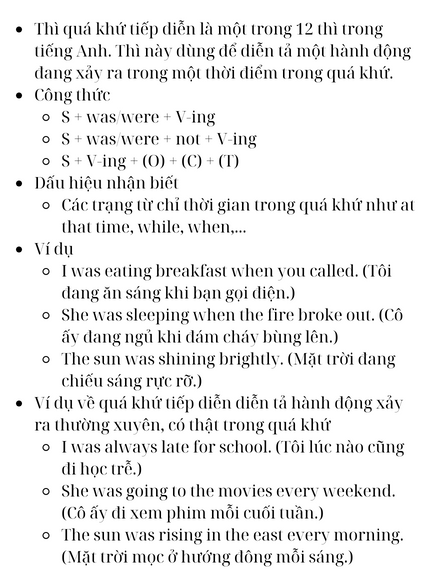 Thì quá khứ tiếp diễn là một trong 12 thì trong
tiếng Anh. Thì này dùng để diễn tả một hành động
đang xảy ra trong một thời điểm trong quá khứ.
Công thức
S + was/were + V-ing
S + was/were + not + V-ing
S + V-ing + (O) + (C) + (T)
Dấu hiệu nhận biết
Các trạng từ chỉ thời gian trong quá khứ như at
that time, while, when,...
Ví dụ
I was eating breakfast when you called. (Tôi
đang ăn sáng khi bạn gọi điện.)
She was sleeping when the fire broke out. (Cô
ấy đang ngủ khi đám cháy bùng lên.)
The sun was shining brightly. (Mặt trời đang
chiếu sáng rực rỡ.)
Ví dụ về quá khứ tiếp diễn diễn tả hành động xảy
ra thường xuyên, có thật trong quá khứ
I was always late for school. (Tôi lúc nào cũng
đi học trễ.)
She was going to the movies every weekend.
(Cô ấy đi xem phim mỗi cuối tuần.)
The sun was rising in the east every morning.
(Mặt trời mọc ở hướng đông mỗi sáng.)